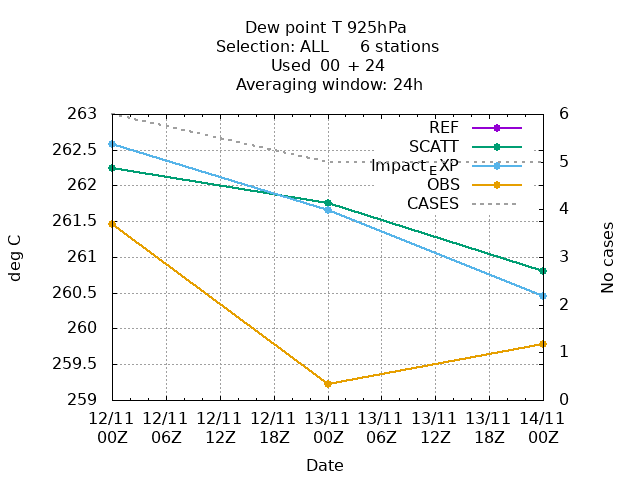 Dew point T 925hPa
Selection: ALL 6 stations
Used 00 + 24
Averaging window: 24h
263
262.5
262
261.5
261
260.5
260
259.5
259
6
5
4
3
2
1
0
REF
SCATT
Impact_EXP
OBS
CASES
deg C
No cases
12/11 12/11 12/11 12/11 13/11 13/11 13/11 13/11 14/11
00Z 06Z 12Z 18Z 00Z 06Z 12Z 18Z 00Z
Date